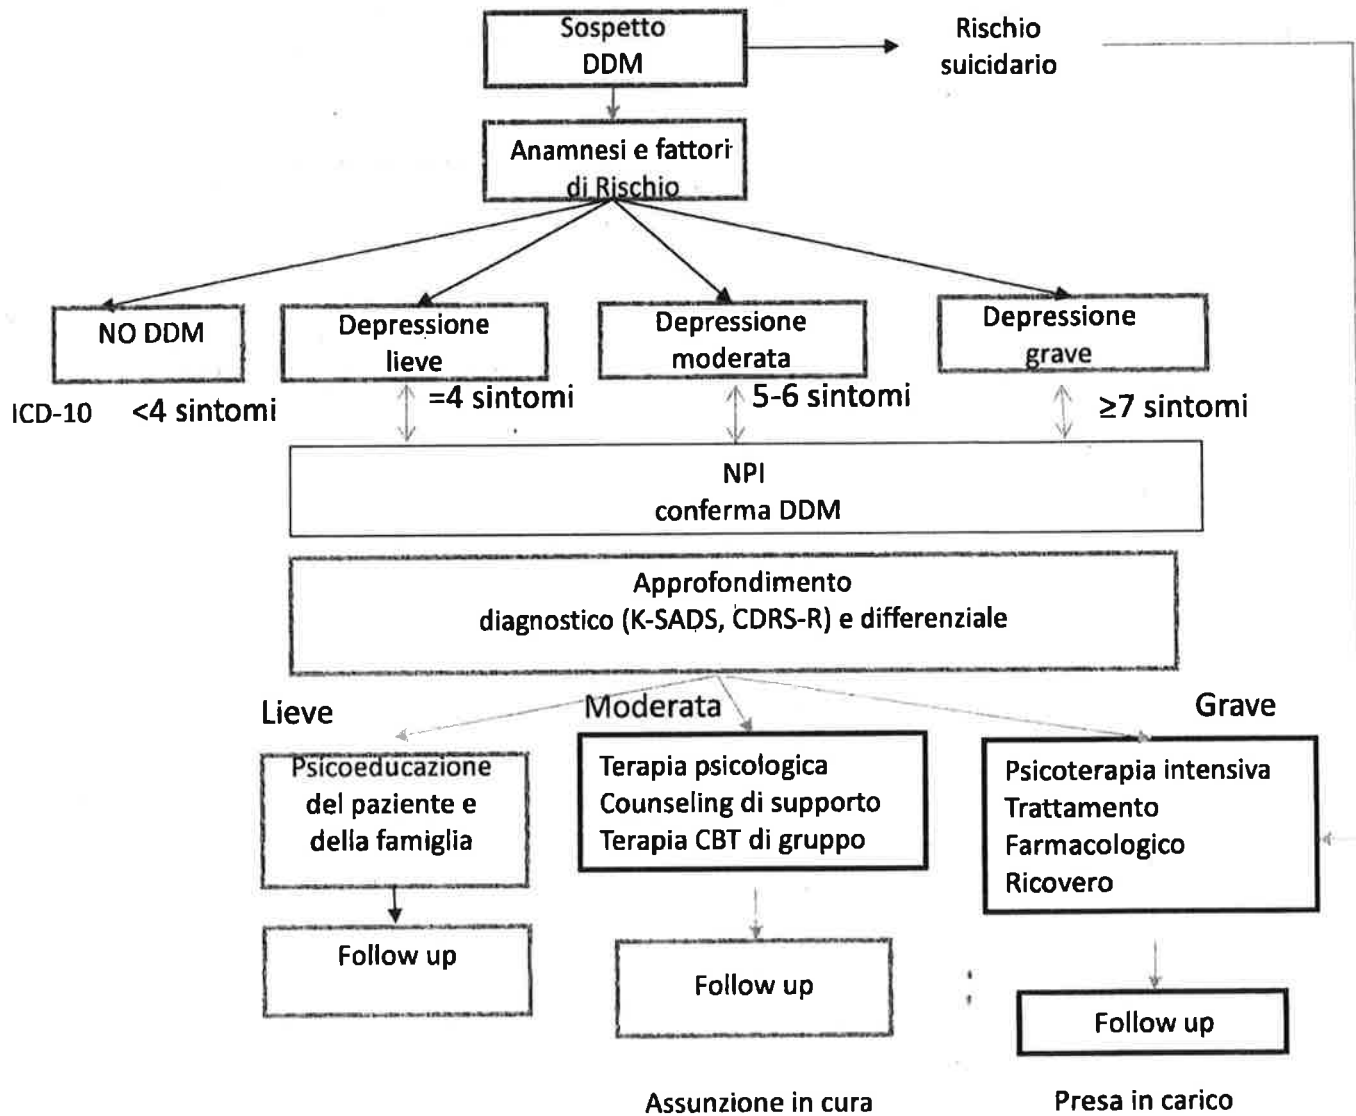 Sospetto
DDM
Rischio
suicidario
Anamnesi e fattori
di Rischio
NO DDM
Depressione
lieve
Depressione
moderata
Depressione
grave
ICD-10
<4 sintomi
=4 sintomi
5-6 sintomi
≥7 sintomi
NPI
conferma DDM
Approfondimento
diagnostico (K-SADS, CDRS-R) e differenziale
Lieve
Moderata
Grave
Psicoeducazione
del paziente e
della famiglia
Terapia psicologica
Counseling di supporto
Terapia CBT di gruppo
Psicoterapia intensiva
Trattamento
Farmacologico
Ricovero
Follow up
Follow up
Follow up
Assunzione in cura
Presa in carico